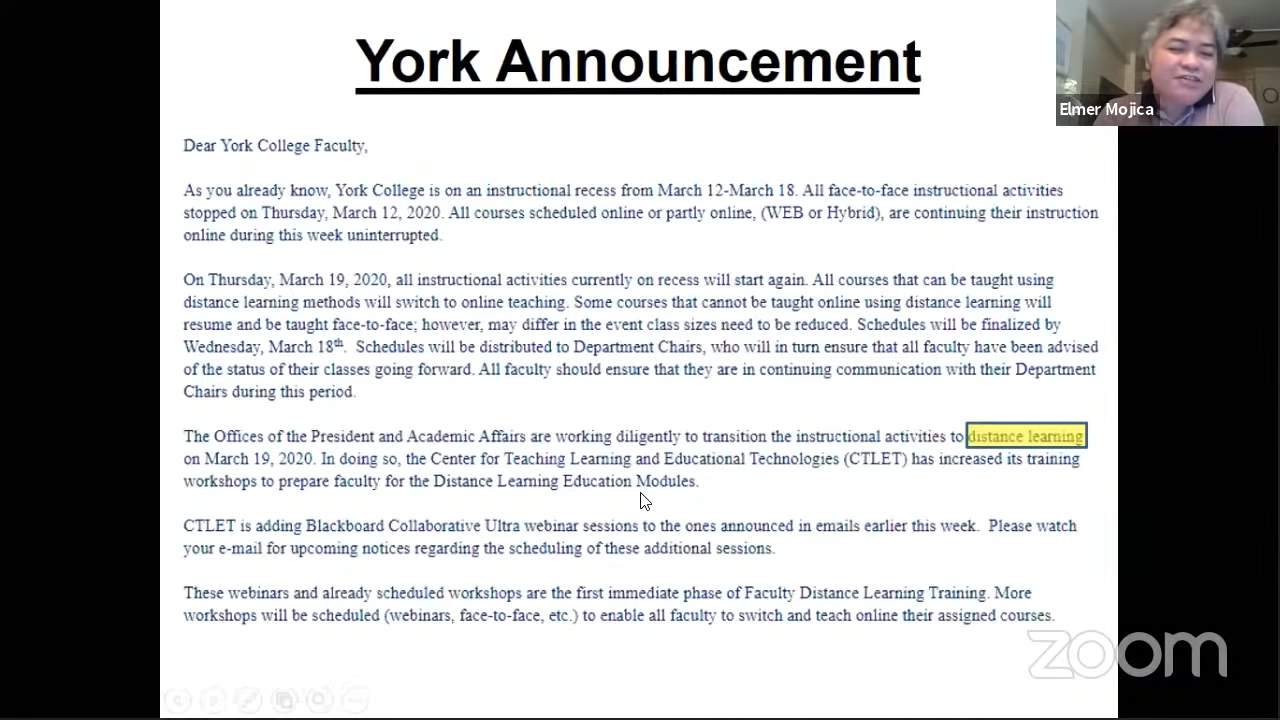 York Announcement
Elmer Mojica
Dear York College Faculty,
As you already know, York College is on an instructional recess from March 12-March 18. All face-to-face instructional activities
stopped on Thursday, March 12, 2020. All courses scheduled online or partly online, (WEB or Hybrid), are continuing their instruction
online during this week uninterrupted.
On Thursday, March 19, 2020, all instructional activities currently on recess will start again. All courses that can be taught using
distance learning methods will switch to online teaching. Some courses that cannot be taught online using distance learning will
resume and be taught face-to-face; however, may differ in the event class sizes need to be reduced. Schedules will be finalized by
Wednesday, March 18th. Schedules will be distributed to Department Chairs, who will in turn ensure that all faculty have been advised
of the status of their classes going forward. All faculty should ensure that they are in continuing communication with their Department
Chairs during this period.
The Offices of the President and Academic Affairs are working diligently to transition the instructional activities to distance learning
on March 19, 2020. In doing so, the Center for Teaching Learning and Educational Technologies (CTLET) has increased its training
workshops to prepare faculty for the Distance Learning Education Modules.
CTLET is adding Blackboard Collaborative Ultra webinar sessions to the ones announced in emails earlier this week. Please watch
your e-mail for upcoming notices regarding the scheduling of these additional sessions.
These webinars and already scheduled workshops are the first immediate phase of Faculty Distance Learning Training. More
workshops will be scheduled (webinars, face-to-face, etc.) to enable all faculty to switch and teach online their assigned courses.
zoom